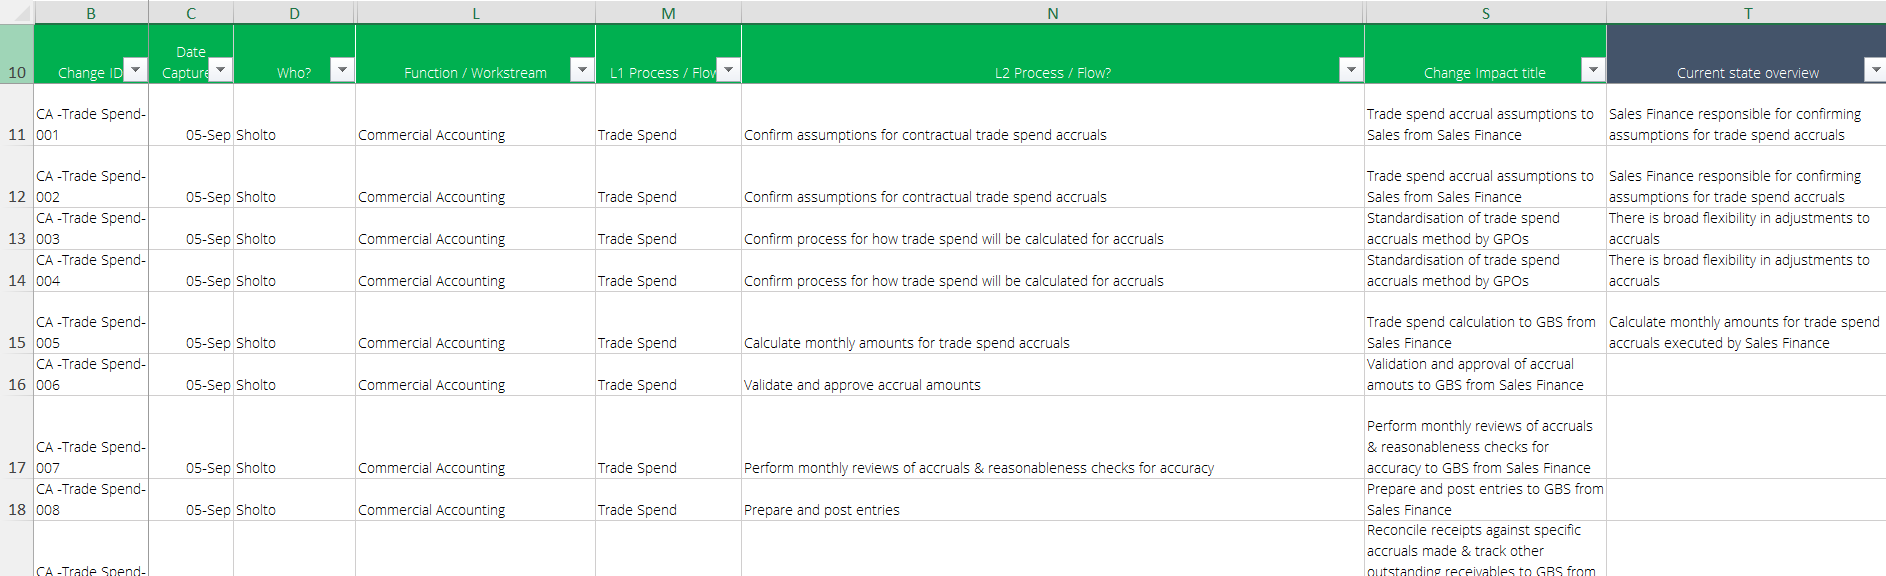 B C D L M N S T
10 Change ID Date Capture Who? Function / Workstream L1 Process / Flow L2 Process / Flow? Change Impact title Current state overview
CA -Trade Spend- Trade spend accrual assumptions to Sales Finance responsible for confirming
11 001 05-Sep Sholto Commercial Accounting Trade Spend Confirm assumptions for contractual trade spend accruals Sales from Sales Finance assumptions for trade spend accruals
CA -Trade Spend- Trade spend accrual assumptions to Sales Finance responsible for confirming
12 002 05-Sep Sholto Commercial Accounting Trade Spend Confirm assumptions for contractual trade spend accruals Sales from Sales Finance assumptions for trade spend accruals
CA -Trade Spend- Standardisation of trade spend There is broad flexibility in adjustments to
13 003 05-Sep Sholto Commercial Accounting Trade Spend Confirm process for how trade spend will be calculated for accruals accruals method by GPOs accruals
CA -Trade Spend- Standardisation of trade spend There is broad flexibility in adjustments to
14 004 05-Sep Sholto Commercial Accounting Trade Spend Confirm process for how trade spend will be calculated for accruals accruals method by GPOs accruals
CA -Trade Spend- Trade spend calculation to GBS from Calculate monthly amounts for trade spend
15 005 05-Sep Sholto Commercial Accounting Trade Spend Calculate monthly amounts for trade spend accruals Sales Finance accruals executed by Sales Finance
CA -Trade Spend- Validation and approval of accrual
16 006 05-Sep Sholto Commercial Accounting Trade Spend Validate and approve accrual amounts amouts to GBS from Sales Finance
Perform monthly reviews of accruals
CA -Trade Spend- & reasonableness checks for
17 007 05-Sep Sholto Commercial Accounting Trade Spend Perform monthly reviews of accruals & reasonableness checks for accuracy accuracy to GBS from Sales Finance
CA -Trade Spend- Prepare and post entries to GBS from
18 008 05-Sep Sholto Commercial Accounting Trade Spend Prepare and post entries Sales Finance
Reconcile receipts against specific
accruals made & track other
CA -Trade Spend- outstanding receivables to GBS from